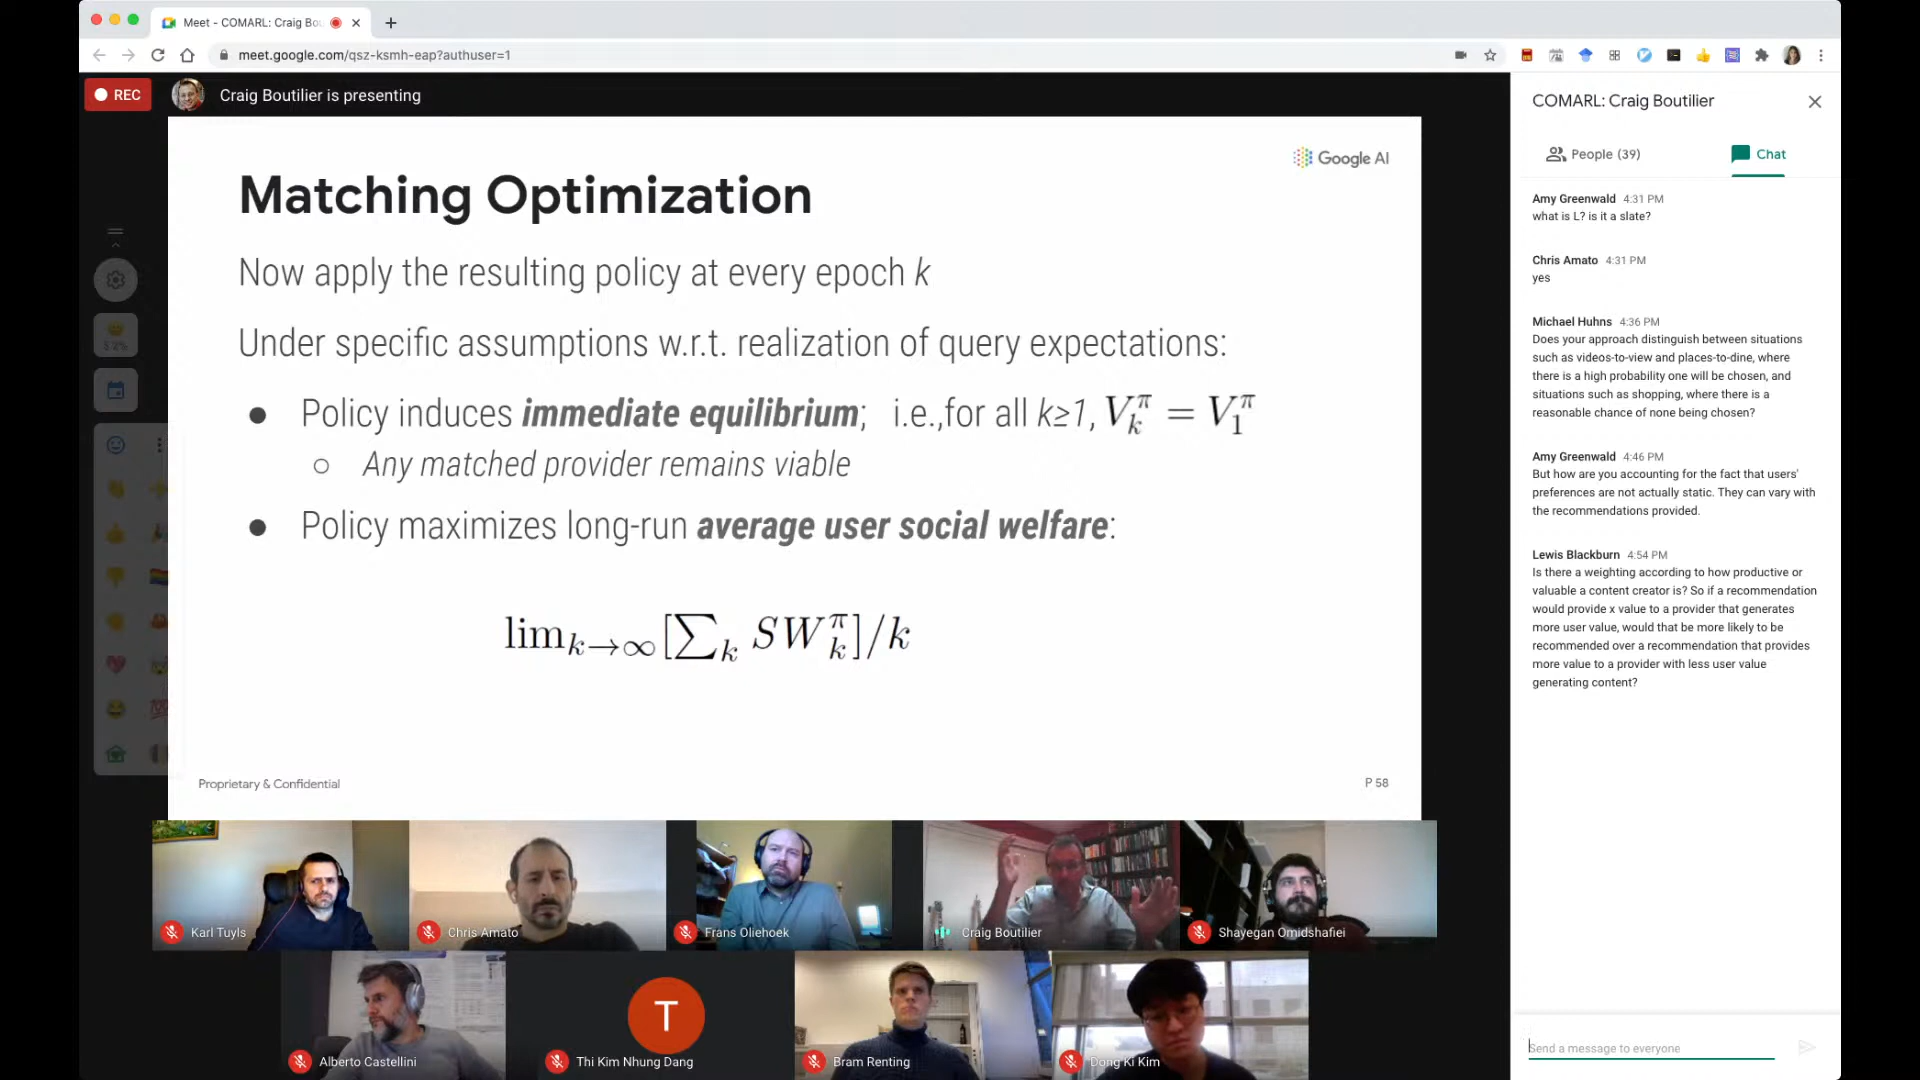 Meet - COMARL: Craig Bou
meet.google.com/qsz-ksmh-eap?authuser=1
REC
Craig Boutilier is presenting
Google AI
Matching Optimization
Now apply the resulting policy at every epoch k
Under specific assumptions w.r.t. realization of query expectations:
● Policy induces immediate equilibrium; i.e.,for all k≥1, V_k^π = V_1^π
○ Any matched provider remains viable
● Policy maximizes long-run average user social welfare:
lim_{k→∞} [∑_k SW_k^π]/k
Proprietary & Confidential
P 58
Karl Tuyls
Chris Amato
Frans Oliehoek
Craig Boutilier
Shayegan Omidshafiei
Alberto Castellini
T
Thi Kim Nhung Dang
Bram Renting
Dong Ki Kim
COMARL: Craig Boutilier
People (39)
Chat
Amy Greenwald 4:31 PM
what is L? is it a slate?
Chris Amato 4:31 PM
yes
Michael Huhns 4:36 PM
Does your approach distinguish between situations
such as videos-to-view and places-to-dine, where
there is a high probability one will be chosen, and
situations such as shopping, where there is a
reasonable chance of none being chosen?
Amy Greenwald 4:46 PM
But how are you accounting for the fact that users'
preferences are not actually static. They can vary with
the recommendations provided.
Lewis Blackburn 4:54 PM
Is there a weighting according to how productive or
valuable a content creator is? So if a recommendation
would provide x value to a provider that generates
more user value, would that be more likely to be
recommended over a recommendation that provides
more value to a provider with less user value
generating content?
Send a message to everyone